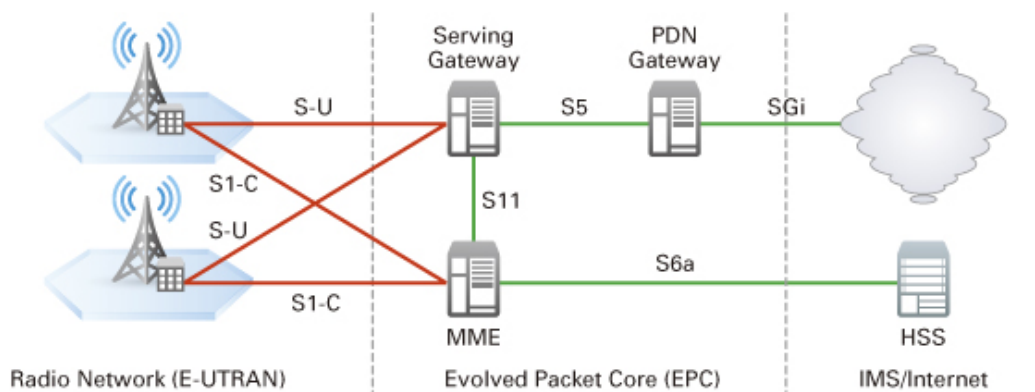 Serving
Gateway
PDN
Gateway
S-U
S5
SGi
S1-C
S11
S-U
S6a
S1-C
MME
HSS
Radio Network (E-UTRAN)
Evolved Packet Core (EPC)
IMS/Internet